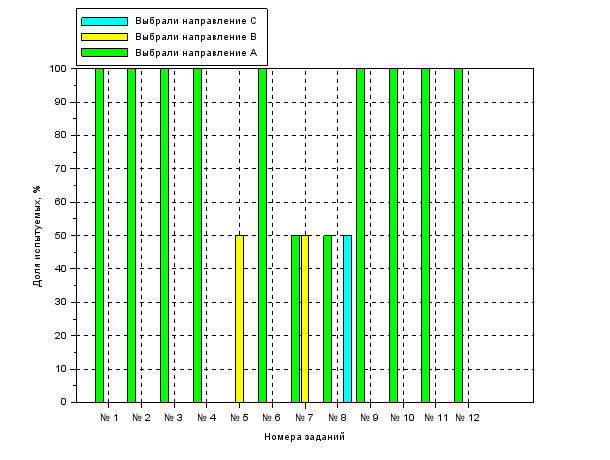 Выбрали направление C
Выбрали направление B
Выбрали направление A
100
90
80
70
60
50
40
30
20
10
0
Доля испытуемых, %
№ 1 № 2 № 3 № 4 № 5 № 6 № 7 № 8 № 9 № 10 № 11 № 12
Номера заданий